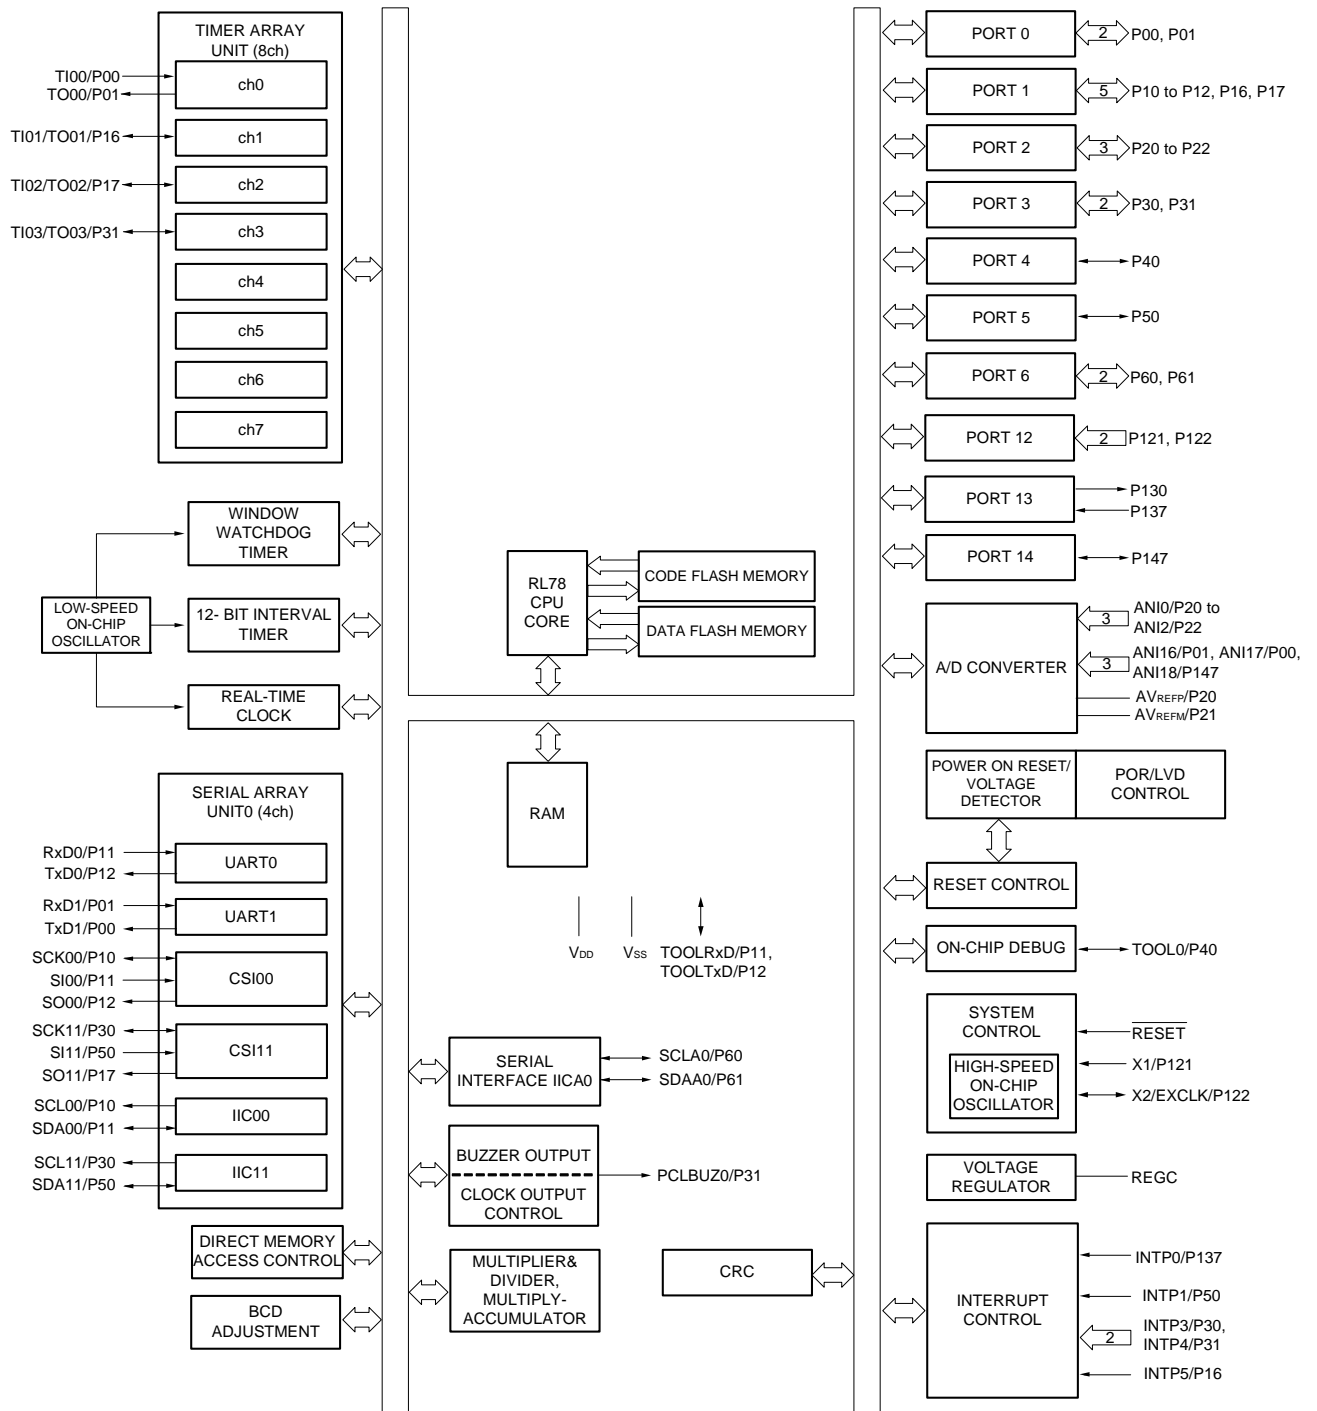 TIMER ARRAY
UNIT (8ch)
TI00/P00
TO00/P01
ch0
TI01/TO01/P16
ch1
TI02/TO02/P17
ch2
TI03/TO03/P31
ch3
ch4
ch5
ch6
ch7
WINDOW
WATCHDOG
TIMER
LOW-SPEED
ON-CHIP
OSCILLATOR
12- BIT INTERVAL
TIMER
REAL-TIME
CLOCK
SERIAL ARRAY
UNIT0 (4ch)
RxD0/P11
TxD0/P12
UART0
RxD1/P01
TxD1/P00
UART1
SCK00/P10
SI00/P11
SO00/P12
CSI00
SCK11/P30
SI11/P50
SO11/P17
CSI11
SCL00/P10
SDA00/P11
IIC00
SCL11/P30
SDA11/P50
IIC11
DIRECT MEMORY
ACCESS CONTROL
BCD
ADJUSTMENT
RL78
CPU
CORE
CODE FLASH MEMORY
DATA FLASH MEMORY
RAM
VDD
VSS
TOOLRxD/P11,
TOOLTxD/P12
SERIAL
INTERFACE IICA0
SCLA0/P60
SDAA0/P61
BUZZER OUTPUT
CLOCK OUTPUT
CONTROL
PCLBUZ0/P31
MULTIPLIER&
DIVIDER,
MULTIPLY-
ACCUMULATOR
CRC
PORT 0
2
P00, P01
PORT 1
5
P10 to P12, P16, P17
PORT 2
3
P20 to P22
PORT 3
2
P30, P31
PORT 4
P40
PORT 5
P50
PORT 6
2
P60, P61
PORT 12
2
P121, P122
PORT 13
P130
P137
PORT 14
P147
A/D CONVERTER
3
ANI0/P20 to
ANI2/P22
3
ANI16/P01, ANI17/P00,
ANI18/P147
AVREFP/P20
AVREFM/P21
POWER ON RESET/
VOLTAGE
DETECTOR
POR/LVD
CONTROL
RESET CONTROL
ON-CHIP DEBUG
TOOL0/P40
SYSTEM
CONTROL
HIGH-SPEED
ON-CHIP
OSCILLATOR
RESET
X1/P121
X2/EXCLK/P122
VOLTAGE
REGULATOR
REGC
INTERRUPT
CONTROL
INTP0/P137
INTP1/P50
2
INTP3/P30,
INTP4/P31
INTP5/P16